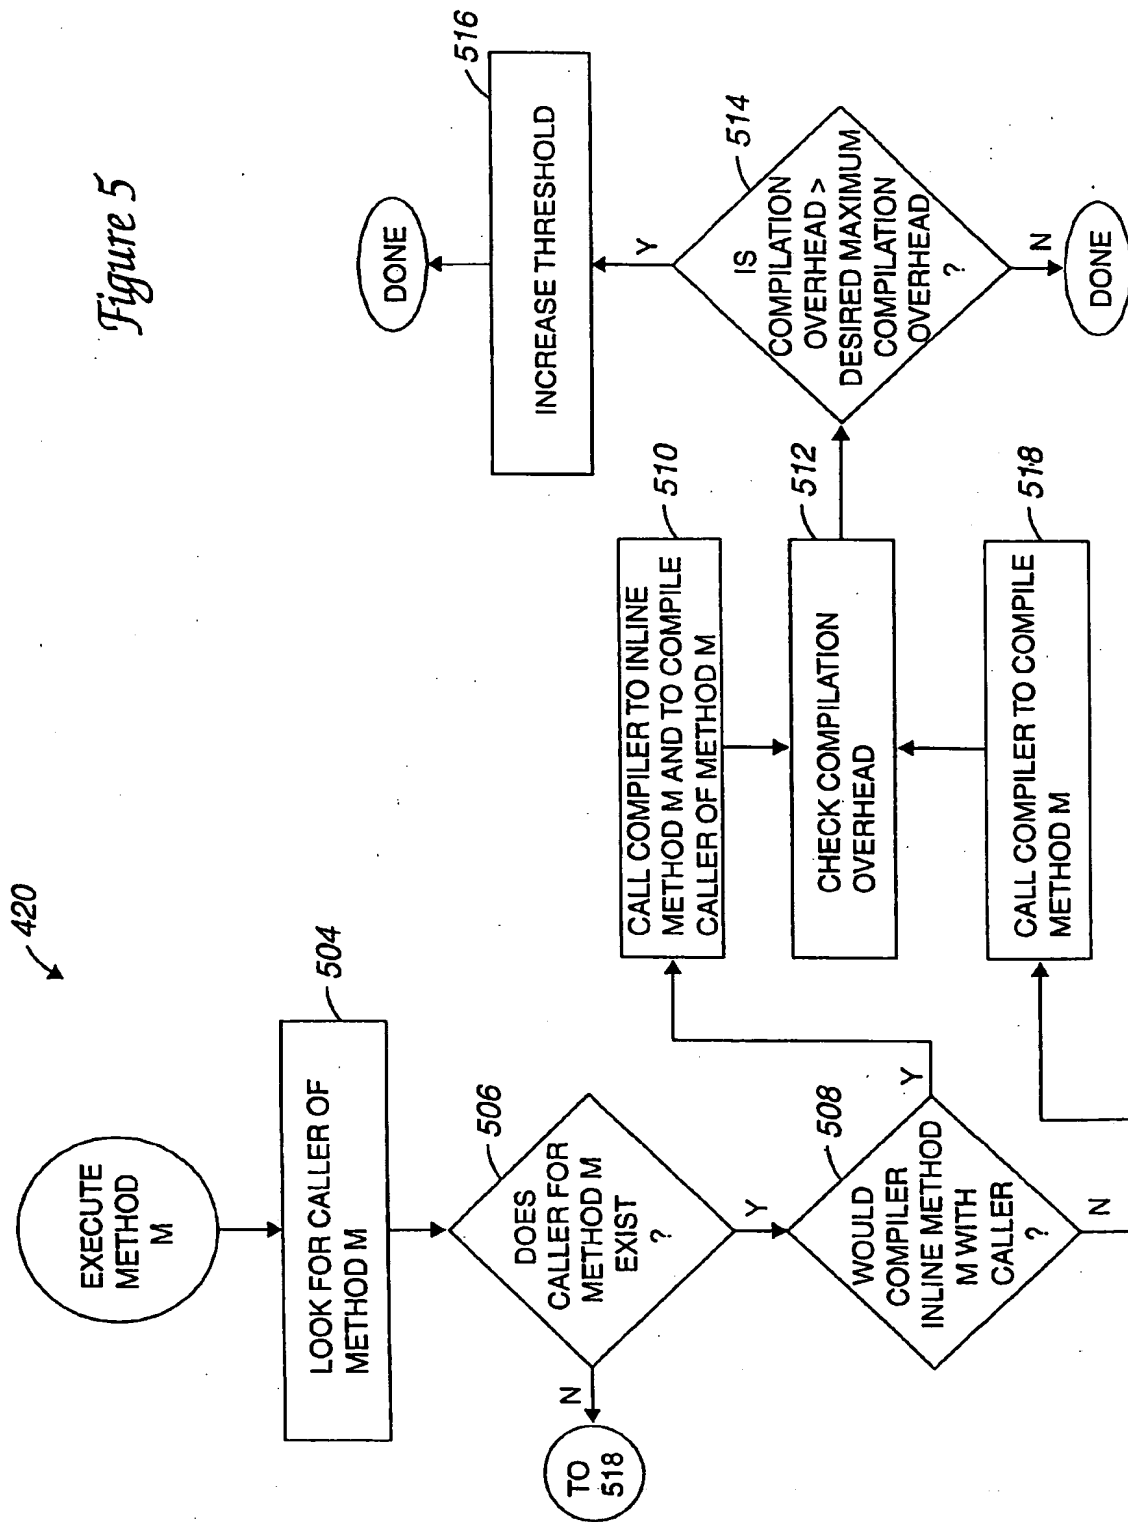 Figure 5
420
EXECUTE
METHOD
M
504
LOOK FOR CALLER OF
METHOD M
506
DOES
CALLER FOR
METHOD M
EXIST
?
N
TO
518
Y
508
WOULD
COMPILER
INLINE METHOD
M WITH
CALLER
?
Y
N
510
CALL COMPILER TO INLINE
METHOD M AND TO COMPILE
CALLER OF METHOD M
512
CHECK COMPILATION
OVERHEAD
518
CALL COMPILER TO COMPILE
METHOD M
514
IS
COMPILATION
OVERHEAD >
DESIRED MAXIMUM
COMPILATION
OVERHEAD
?
Y
N
516
INCREASE THRESHOLD
DONE
DONE